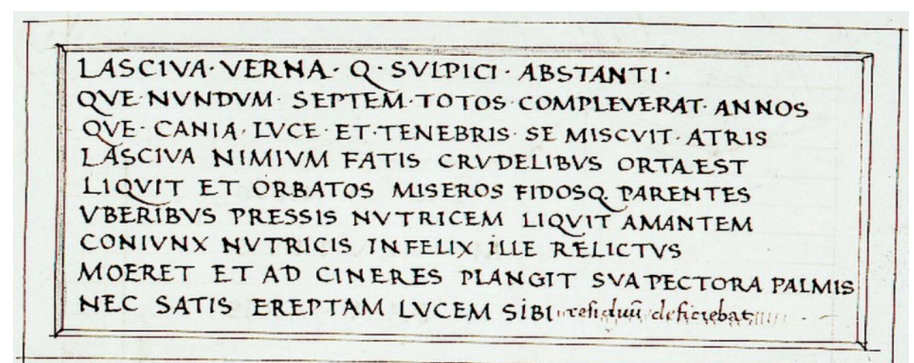 LASCIVA · VERNA · Q · SVLPICI · ABSTANTI ·
QVE · NVNDVM · SEPTEM · TOTOS · COMPLEVERAT · ANNOS
QVE · CANIA · LVCE · ET · TENEBRIS · SE MISCVIT · ATRIS
LASCIVA NIMIVM FATIS CRVDELIBVS ORTA EST
LIQVIT ET ORBATOS MISEROS FIDOSQ PARENTES
VBERIBVS PRESSIS NVTRICEM LIQVIT AMANTEM
CONIVNX NVTRICIS INFELIX ILLE RELICTVS
MOERET ET AD CINERES PLANGIT SVA PECTORA PALMIS
NEC SATIS EREPTAM LVCEM SIBI residuũ deficiebat